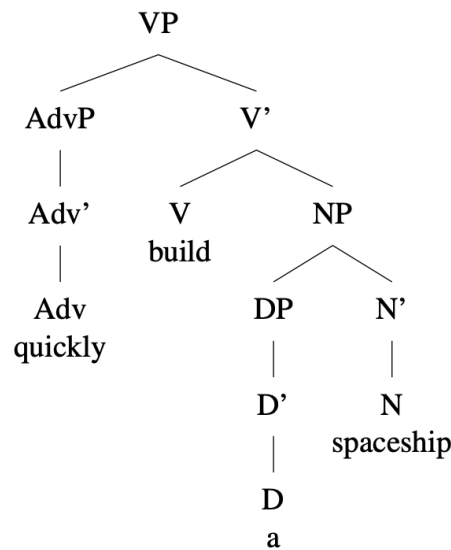 VP
AdvP V’
Adv’ V NP
build
Adv DP N’
quickly
D’ N
spaceship
D
a